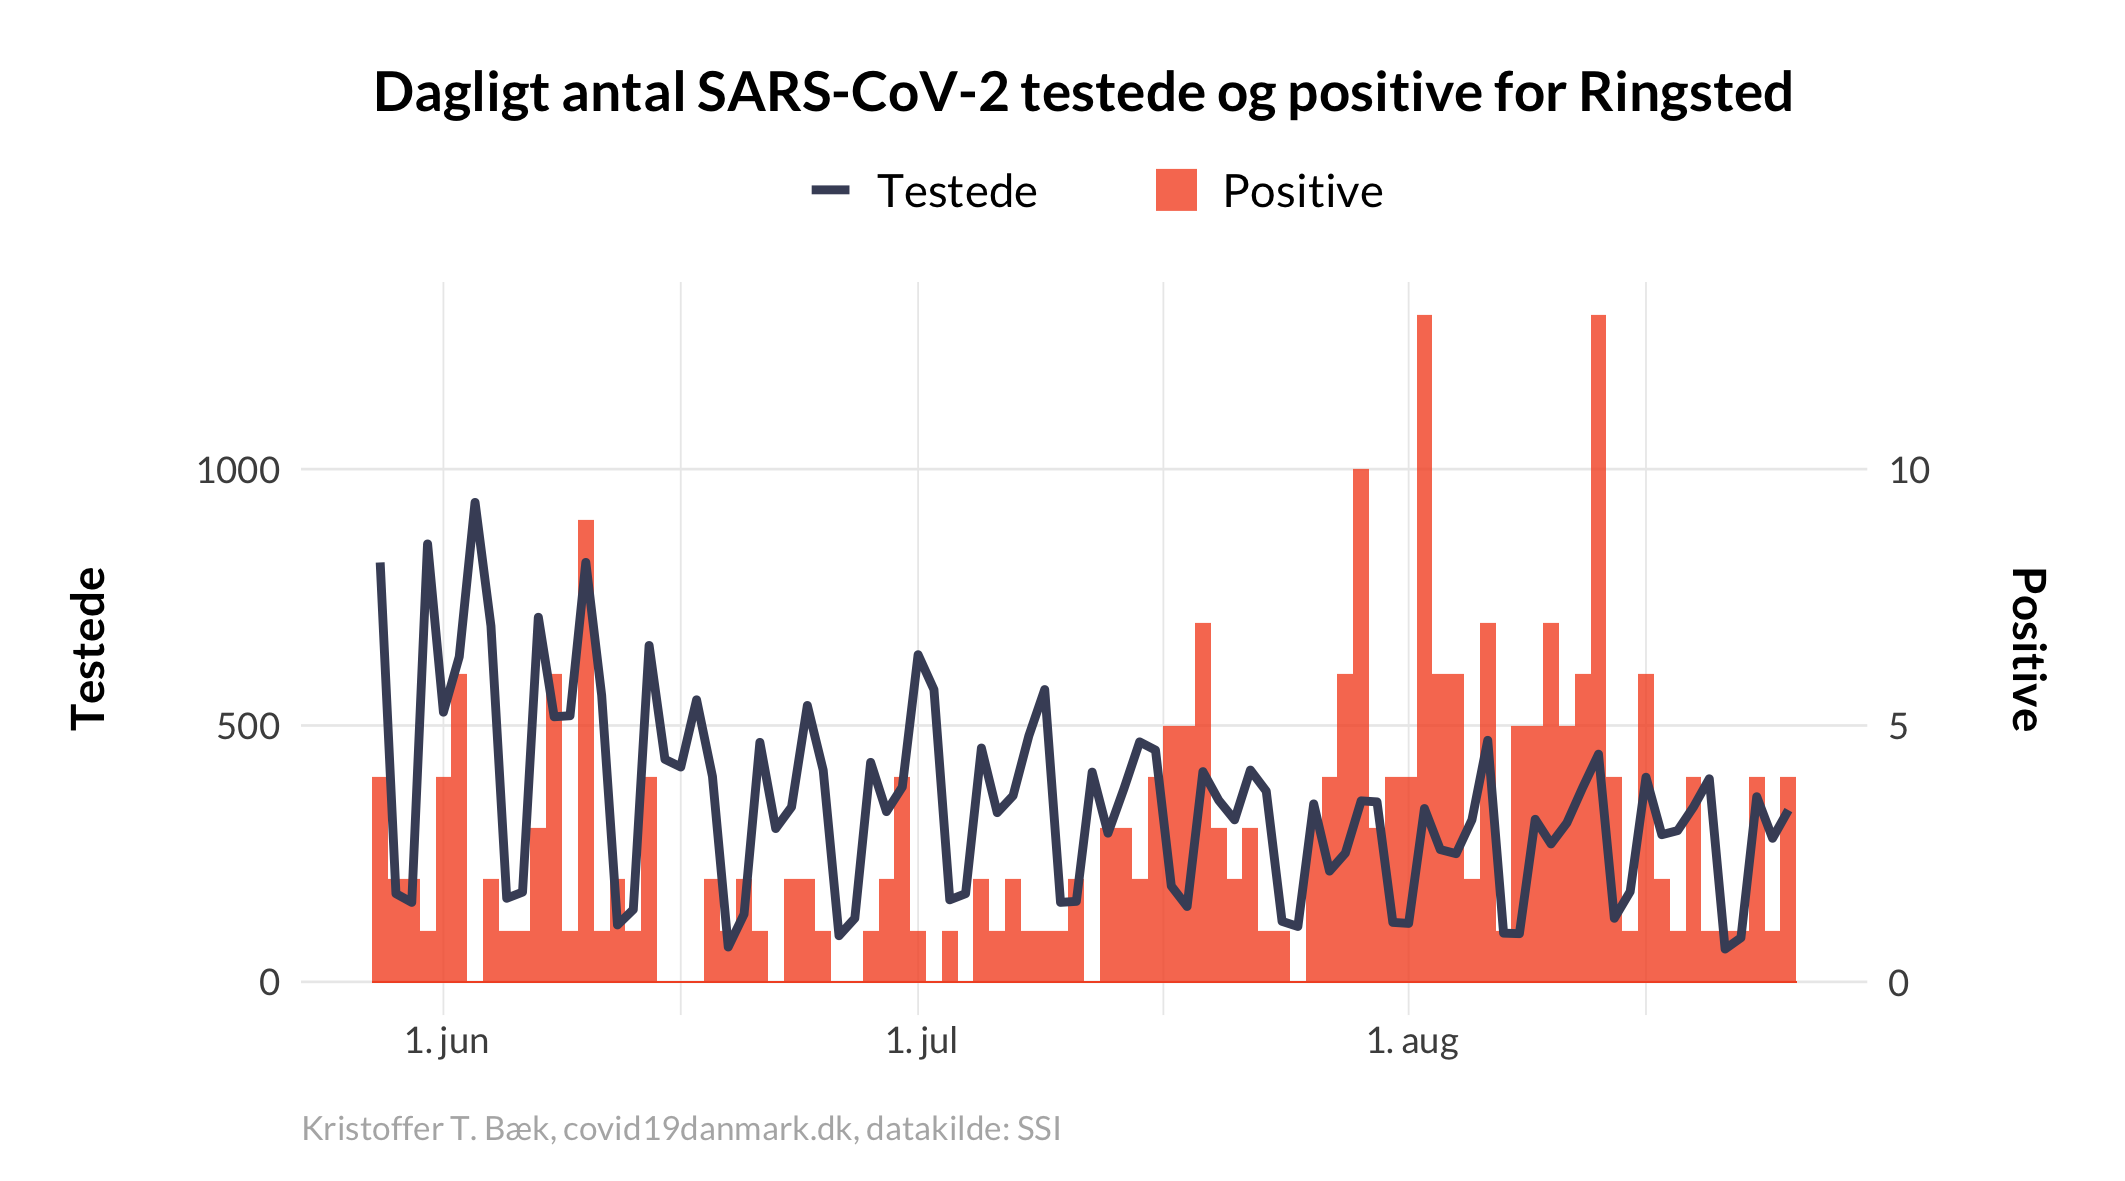 Dagligt antal SARS-CoV-2 testede og positive for Ringsted
Testede
Positive
1000
500
0
10
5
0
Testede
Positive
1. jun
1. jul
1. aug
Kristoffer T. Bæk, covid19danmark.dk, datakilde: SSI